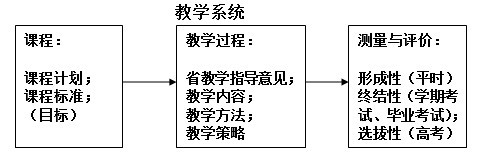 教学系统
课程：
课程计划；
课程标准；
（目标）
教学过程：
省教学指导意见；
教学内容；
教学方法；
教学策略
测量与评价：
形成性（平时）
终结性（学期考
试、毕业考试）；
选拔性（高考）